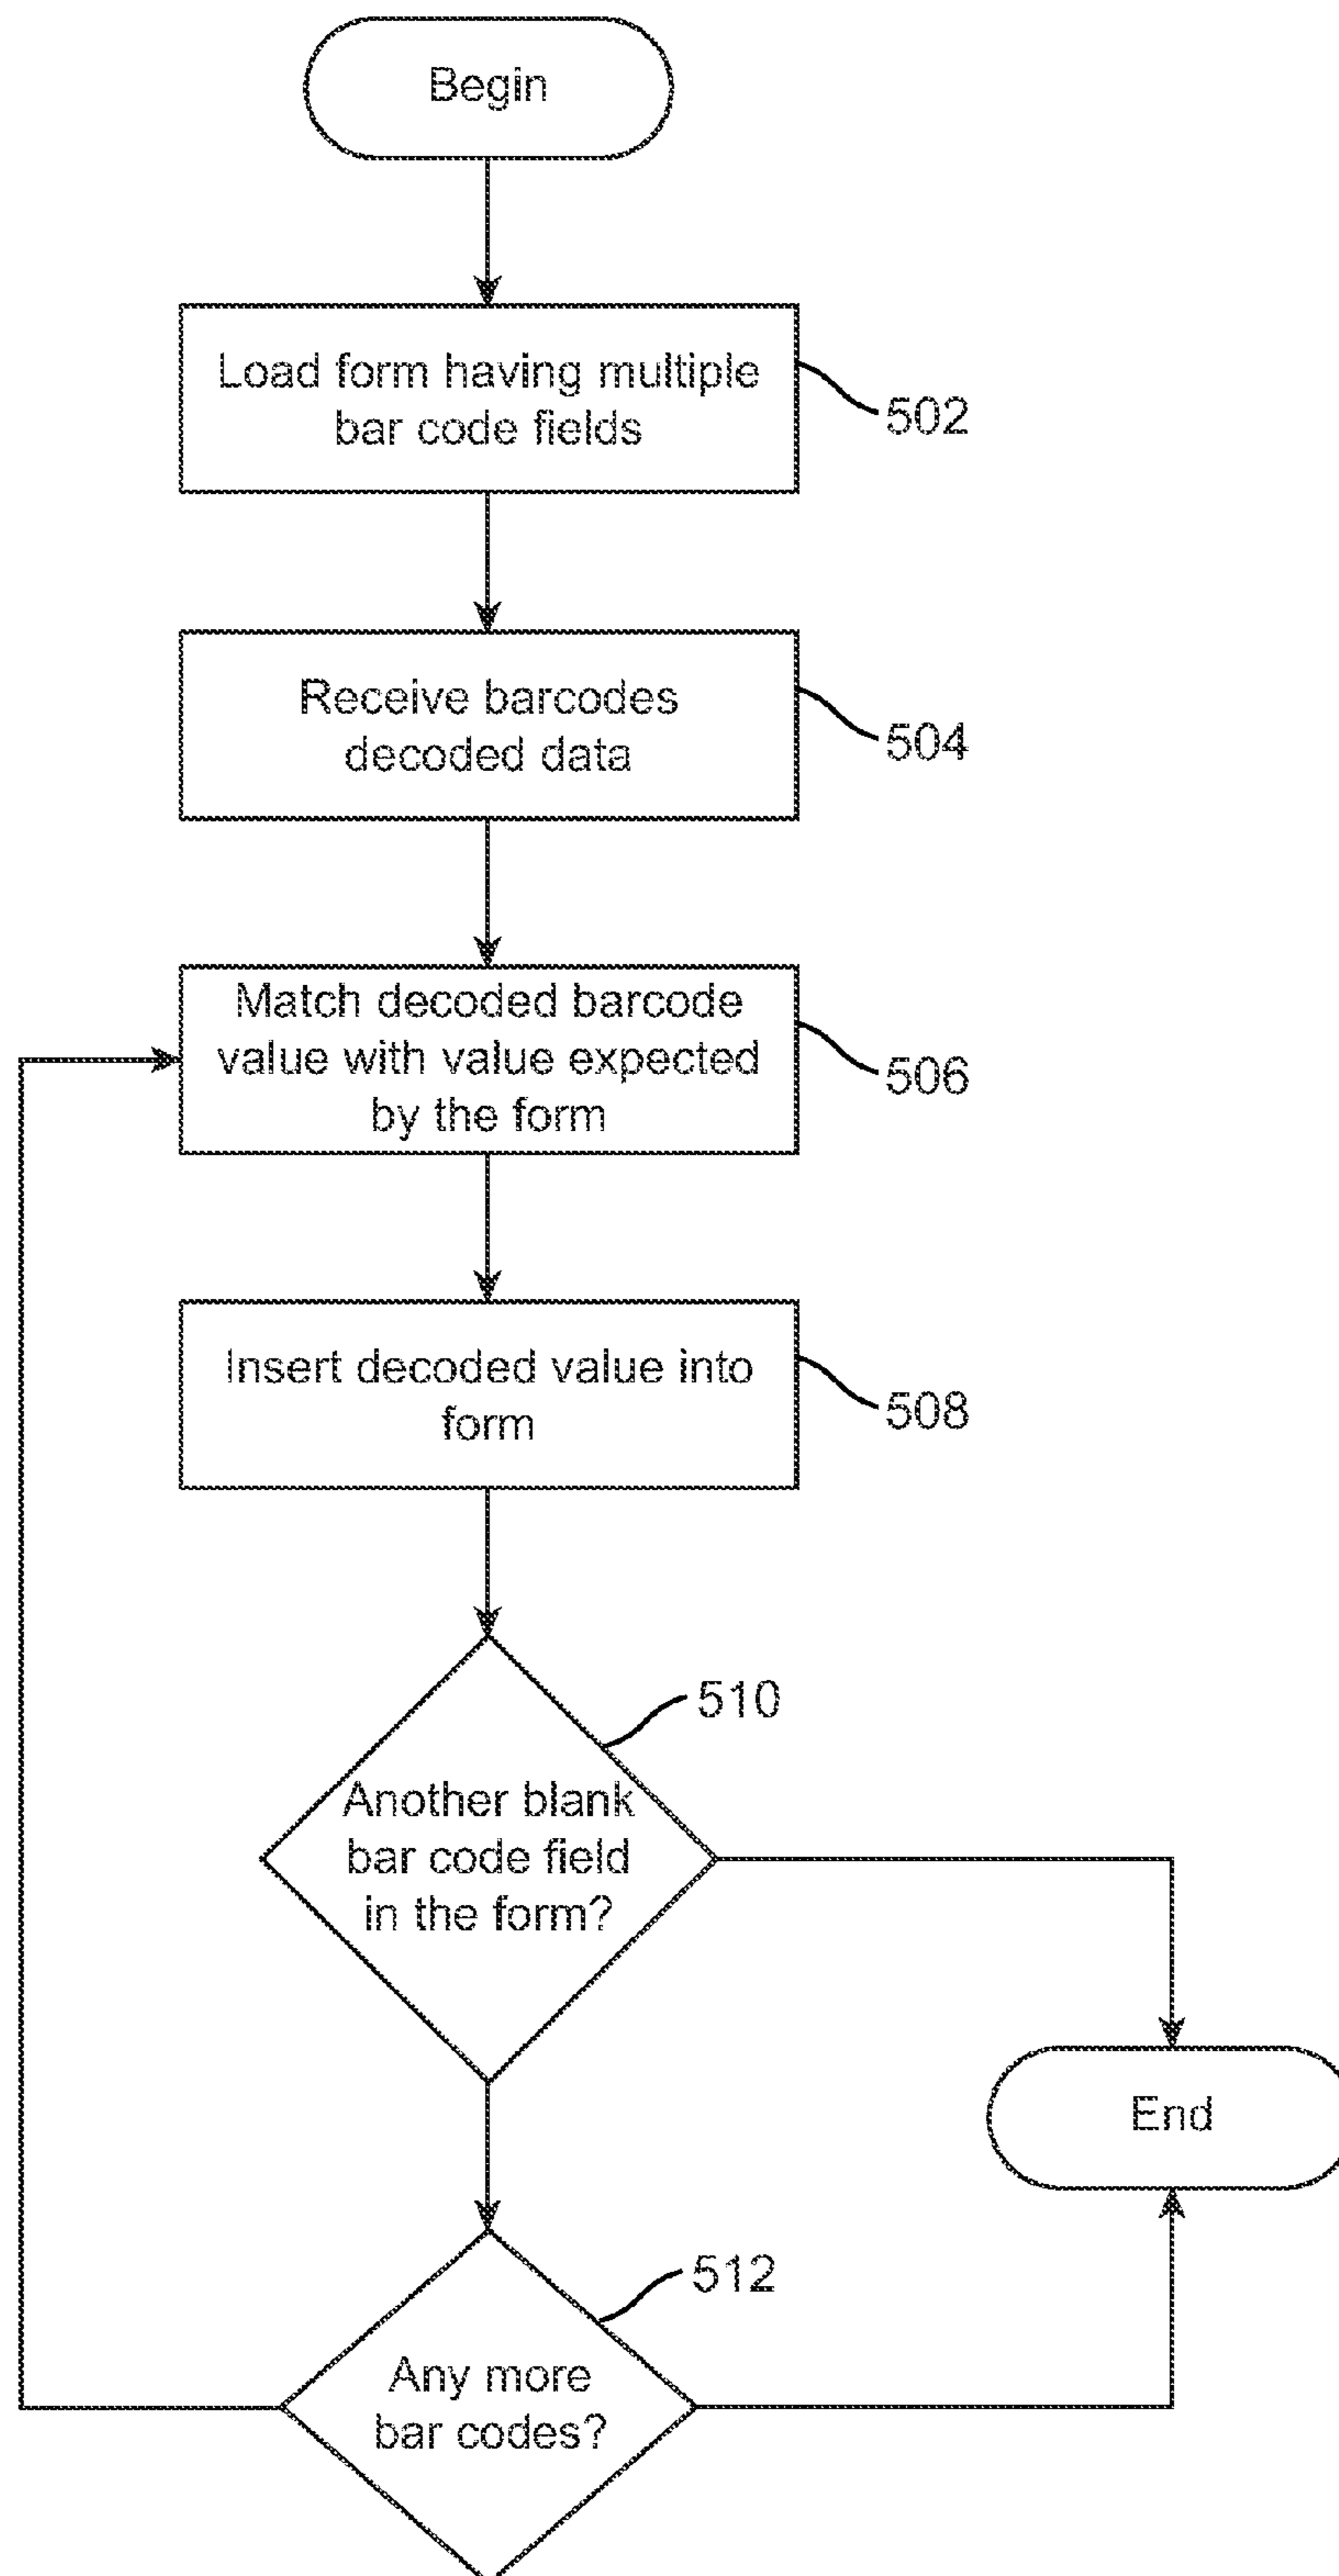 Begin
Load form having multiple
bar code fields
502
Receive barcodes
decoded data
504
Match decoded barcode
value with value expected
by the form
506
Insert decoded value into
form
508
510
Another blank
bar code field
in the form?
End
512
Any more
bar codes?